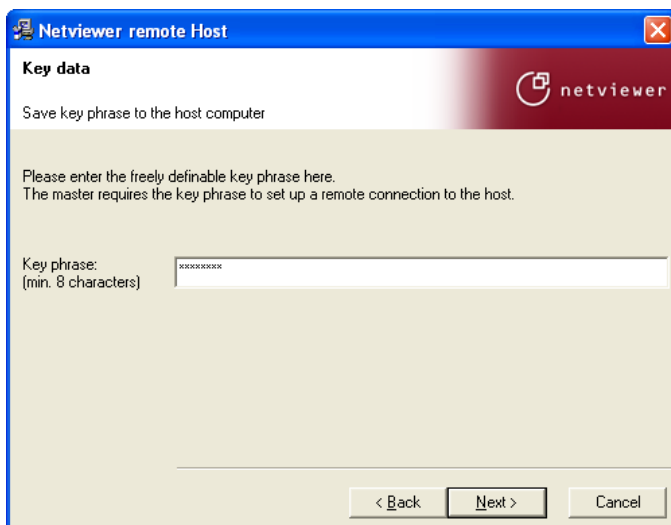 Netviewer remote Host
Key data
netviewer
Save key phrase to the host computer
Please enter the freely definable key phrase here.
The master requires the key phrase to set up a remote connection to the host.
Key phrase:
(min. 8 characters)
xxxxxxxx
< Back
Next >
Cancel